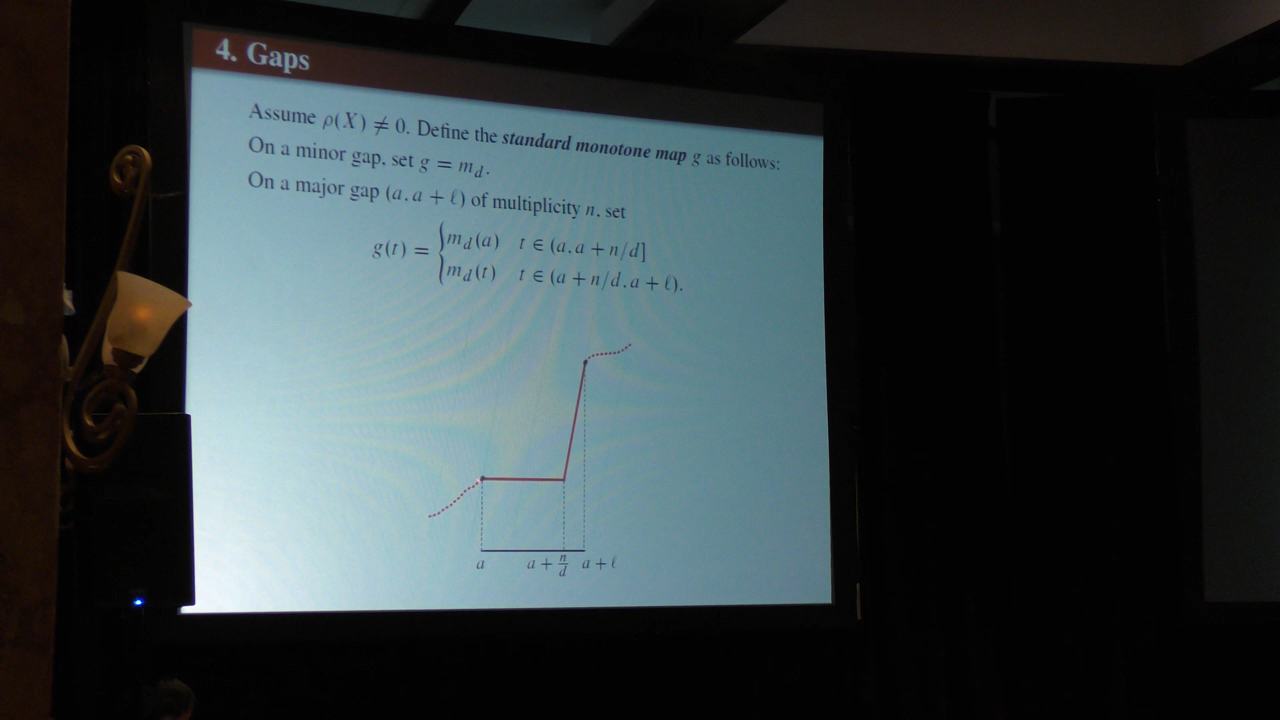 4. Gaps
Assume ρ(X) ≠ 0. Define the standard monotone map g as follows:
On a minor gap, set g = m_d.
On a major gap (a, a + ℓ) of multiplicity n, set
g(t) = { m_d(a) t ∈ (a, a + n/d]
m_d(t) t ∈ (a + n/d, a + ℓ).
a a + n/d a + ℓ